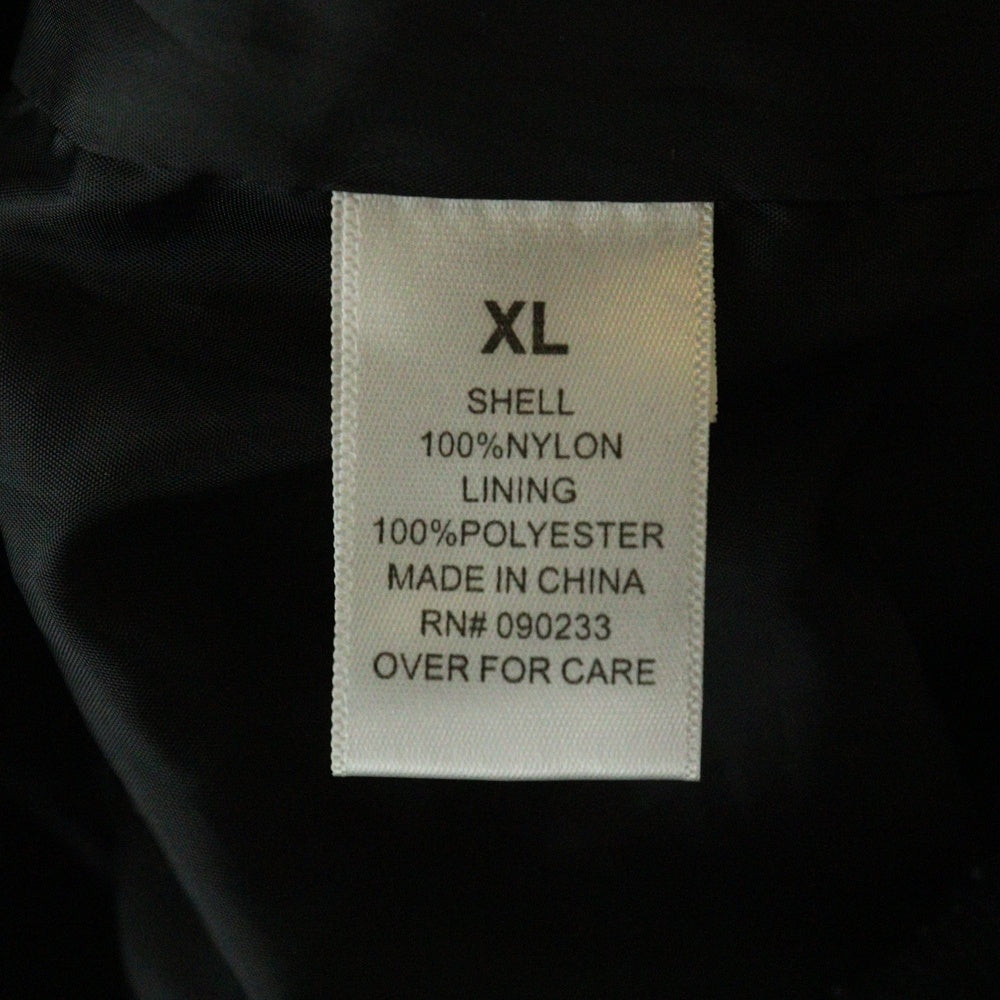 XL
SHELL
100%NYLON
LINING
100%POLYESTER
MADE IN CHINA
RN# 090233
OVER FOR CARE